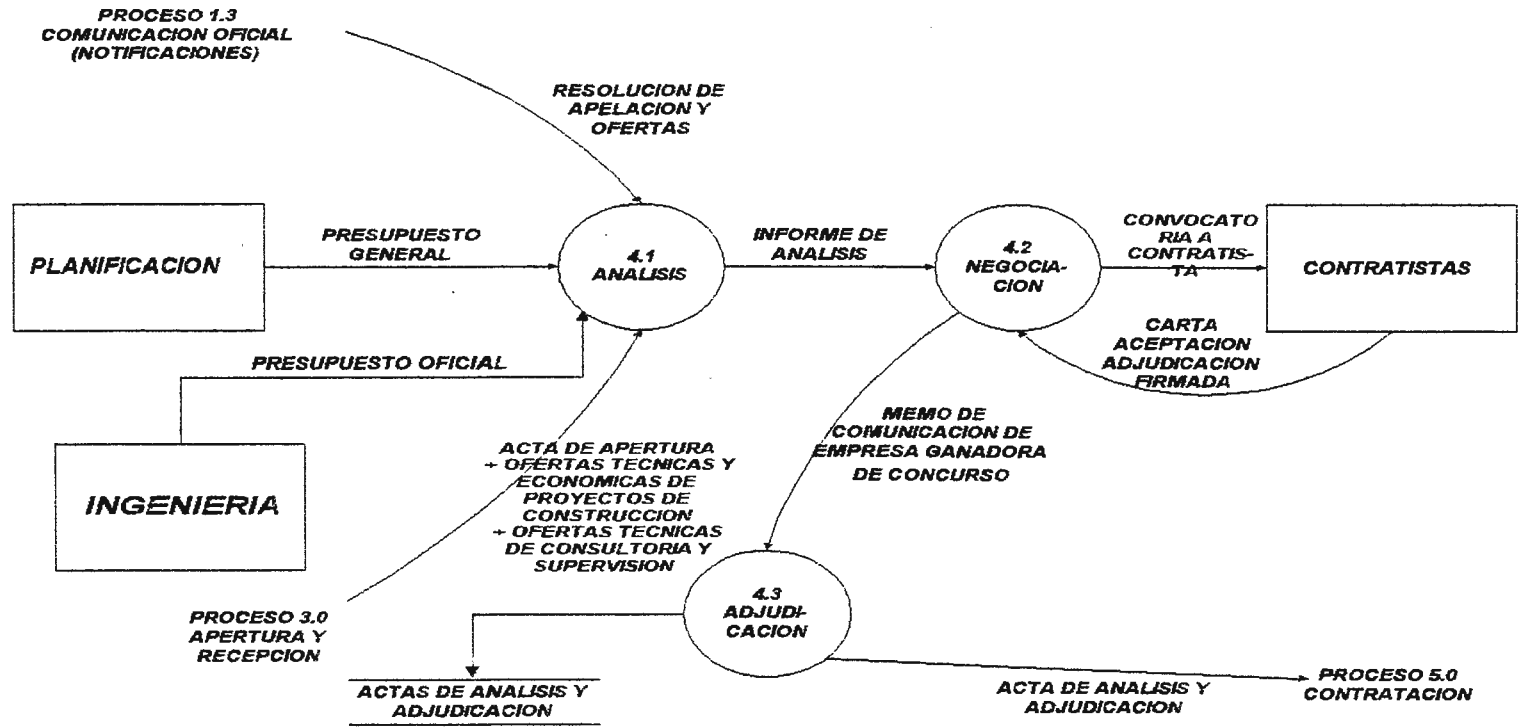 PROCESO 1.3
COMUNICACION OFICIAL
(NOTIFICACIONES)
RESOLUCION DE
APELACION Y
OFERTAS
PLANIFICACION
PRESUPUESTO
GENERAL
4.1
ANALISIS
INFORME DE
ANALISIS
4.2
NEGOCIA-
CION
CONVOCATO
RIA A
CONTRATIS-
TA
CONTRATISTAS
CARTA
ACEPTACION
ADJUDICACION
FIRMADA
PRESUPUESTO OFICIAL
INGENIERIA
MEMO DE
COMUNICACION DE
EMPRESA GANADORA
DE CONCURSO
ACTA DE APERTURA
+ OFERTAS TECNICAS Y
ECONOMICAS DE
PROYECTOS DE
CONSTRUCCION
+ OFERTAS TECNICAS
DE CONSULTORIA Y
SUPERVISION
PROCESO 3.0
APERTURA Y
RECEPCION
4.3
ADJUDI-
CACION
ACTAS DE ANALISIS Y
ADJUDICACION
ACTA DE ANALISIS Y
ADJUDICACION
PROCESO 5.0
CONTRATACION